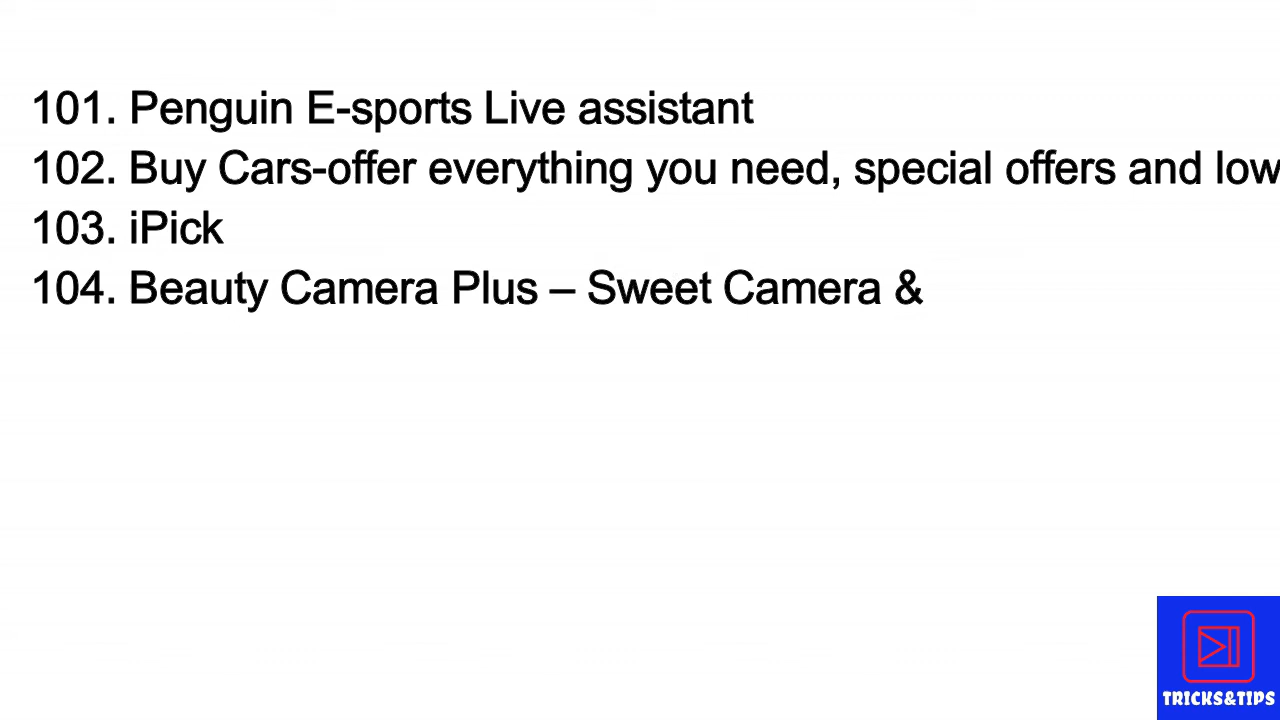 101. Penguin E-sports Live assistant
102. Buy Cars-offer everything you need, special offers and low
103. iPick
104. Beauty Camera Plus – Sweet Camera &
TRICKS&TIPS